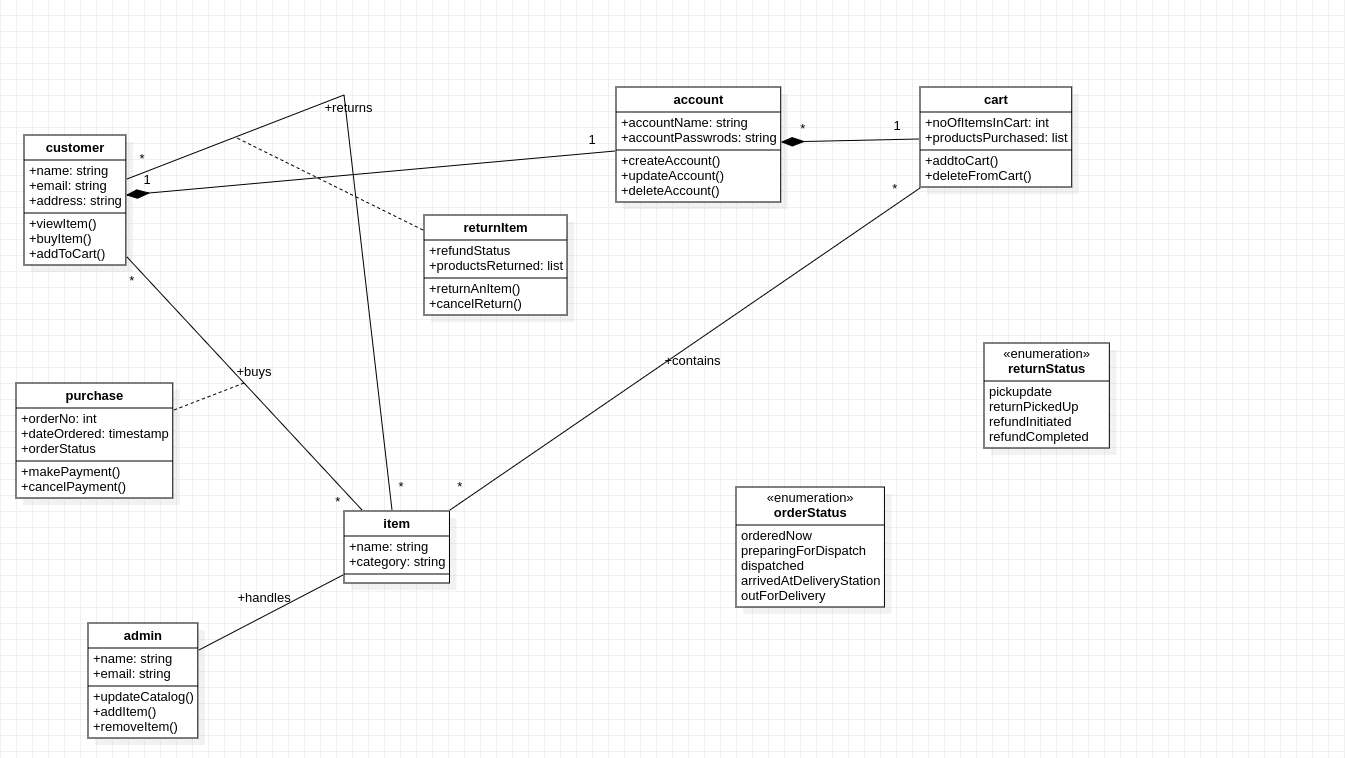 +returns
customer
+name: string
+email: string
+address: string
+viewItem()
+buyItem()
+addToCart()
*
1
*
1
account
+accountName: string
+accountPasswrods: string
+createAccount()
+updateAccount()
+deleteAccount()
*
1
cart
+noOfItemsInCart: int
+productsPurchased: list
+addtoCart()
+deleteFromCart()
*
returnItem
+refundStatus
+productsReturned: list
+returnAnItem()
+cancelReturn()
+contains
«enumeration»
returnStatus
pickupdate
returnPickedUp
refundInitiated
refundCompleted
+buys
purchase
+orderNo: int
+dateOrdered: timestamp
+orderStatus
+makePayment()
+cancelPayment()
*
*
*
item
+name: string
+category: string
«enumeration»
orderStatus
orderedNow
preparingForDispatch
dispatched
arrivedAtDeliveryStation
outForDelivery
+handles
admin
+name: string
+email: string
+updateCatalog()
+addItem()
+removeItem()